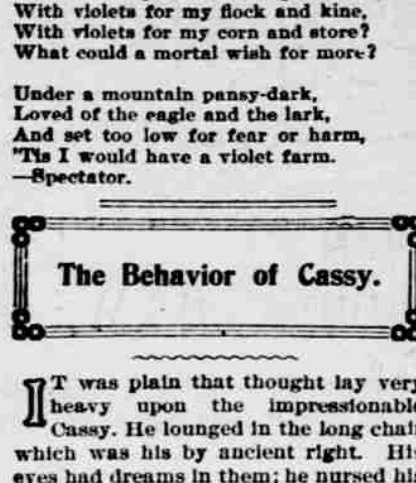 With violets for my flock and kine,
With violets for my corn and store?
What could a mortal wish for more?
Under a mountain pansy-dark,
Loved of the eagle and the lark,
And set too low for fear or harm,
'Tis I would have a violet farm.
—Spectator.
The Behavior of Cassy.
IT was plain that thought lay very
heavy upon the impressionable
Cassy. He lounged in the long chair
which was his by ancient right. His
eyes had dreams in them; he nursed his